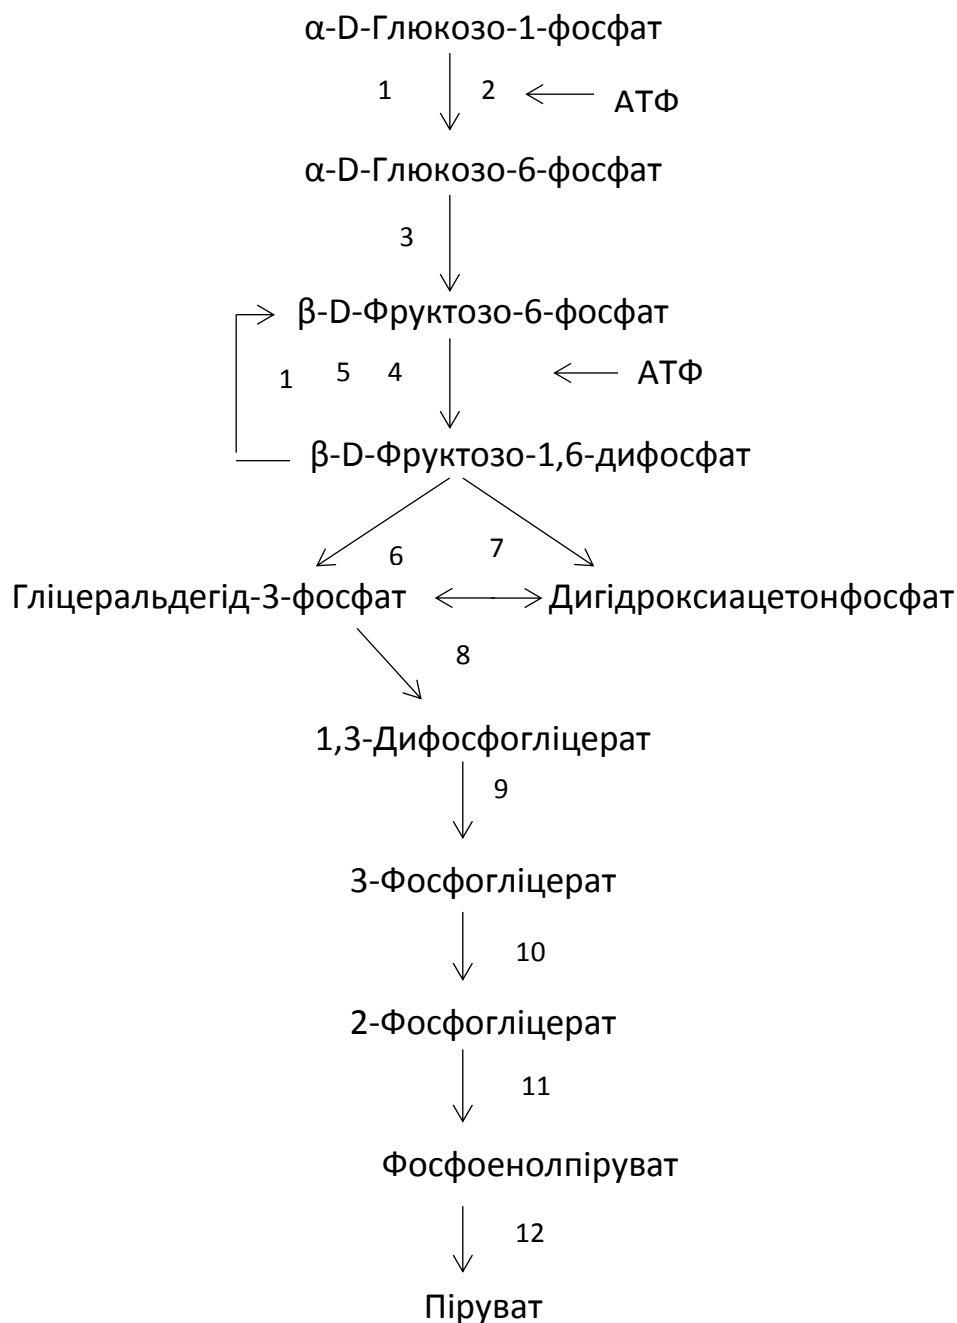 α-D-Глюкозо-1-фосфат
1 2 АТФ
α-D-Глюкозо-6-фосфат
3
β-D-Фруктозо-6-фосфат
1 5 4 АТФ
β-D-Фруктозо-1,6-дифосфат
6 7
Гліцеральдегід-3-фосфат Дигідроксиацетонфосфат
8
1,3-Дифосфогліцерат
9
3-Фосфогліцерат
10
2-Фосфогліцерат
11
Фосфоенолпіруват
12
Піруват